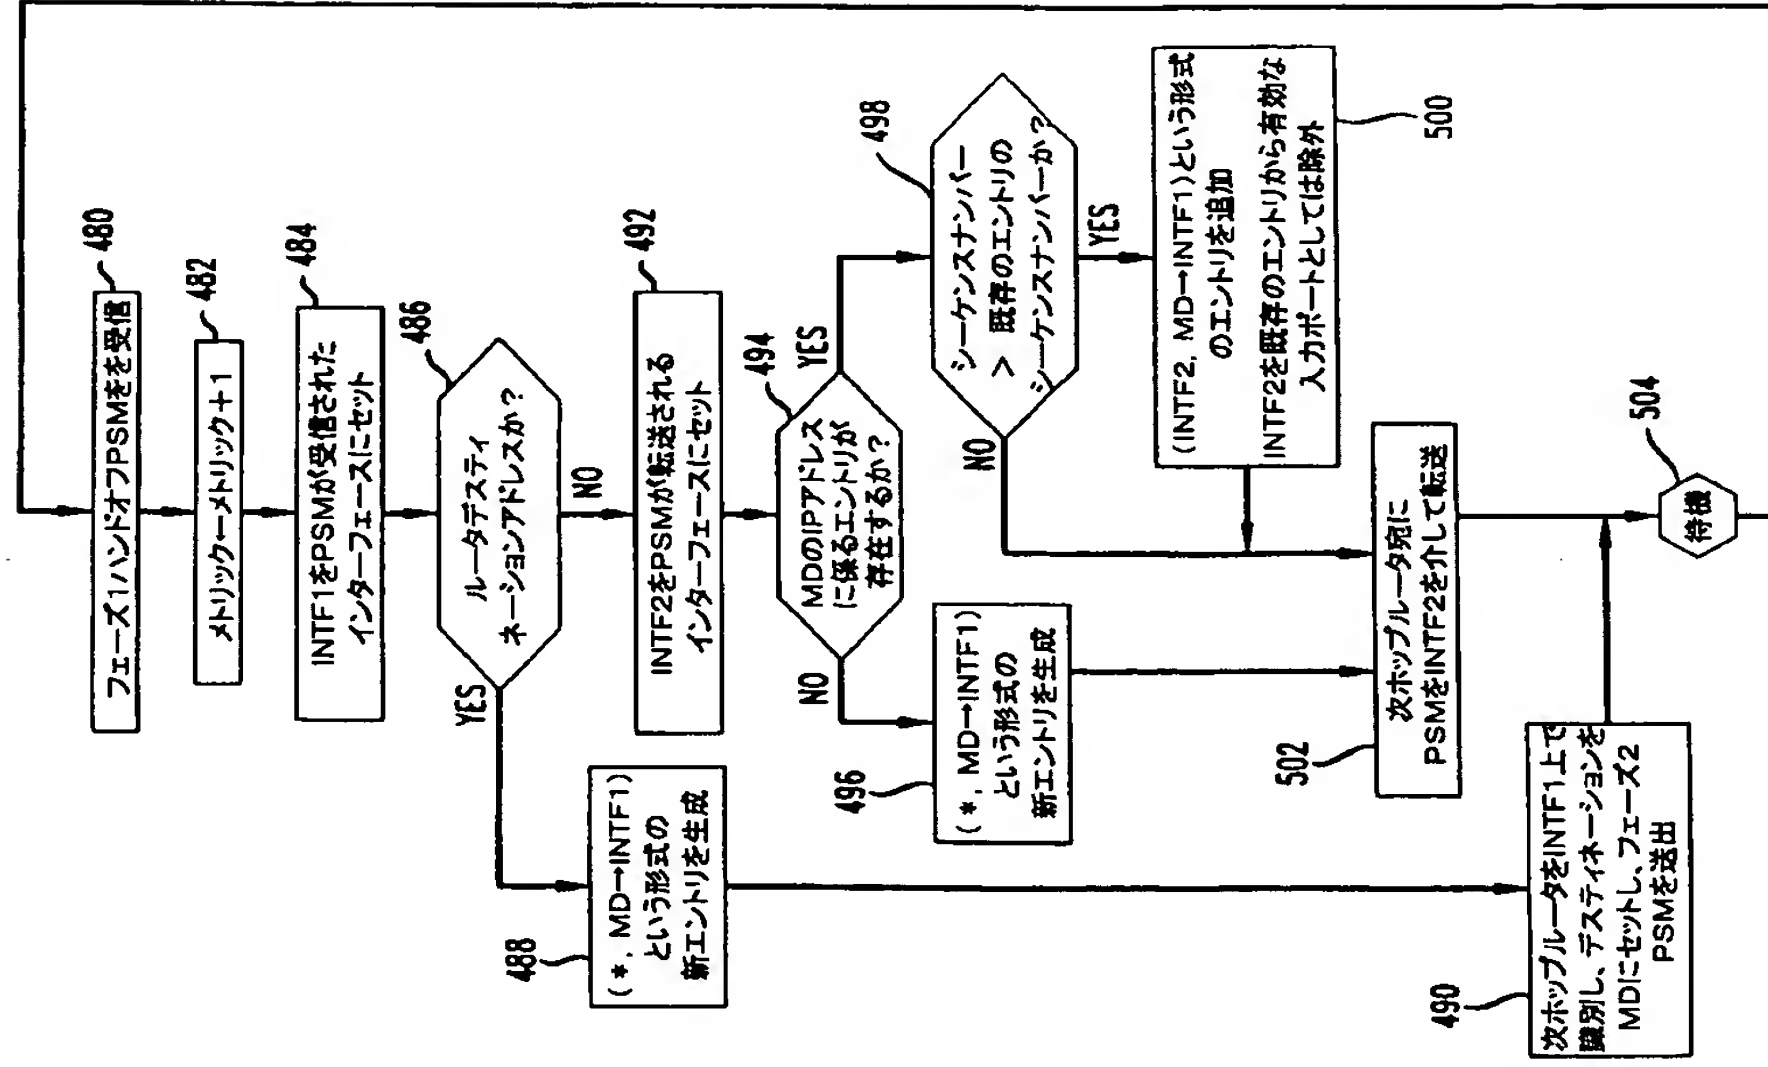 480
フェーズ1ハンドオフPSMをを受信
482
メトリック←メトリック+1
484
INTF1をPSMが受信された
インターフェースにセット
486
ルータデスティ
ネーションアドレスか?
YES
NO
488
(*, MD→INTF1)
という形式の
新エントリを生成
492
INTF2をPSMが転送される
インターフェースにセット
494
MDのIPアドレス
に係るエントリが
存在するか?
YES
NO
496
(*, MD→INTF1)
という形式の
新エントリを生成
498
シーケンスナンバー
> 既存のエントリの
シーケンスナンバーか?
YES
NO
500
(INTF2, MD→INTF1)という形式
のエントリを追加
INTF2を既存のエントリから有効な
入力ポートとしては除外
502
次ホップルータ宛に
PSMをINTF2を介して転送
490
次ホップルータをINTF1上で
識別し、デスティネーションを
MDにセットし、フェーズ2
PSMを送出
504
待機